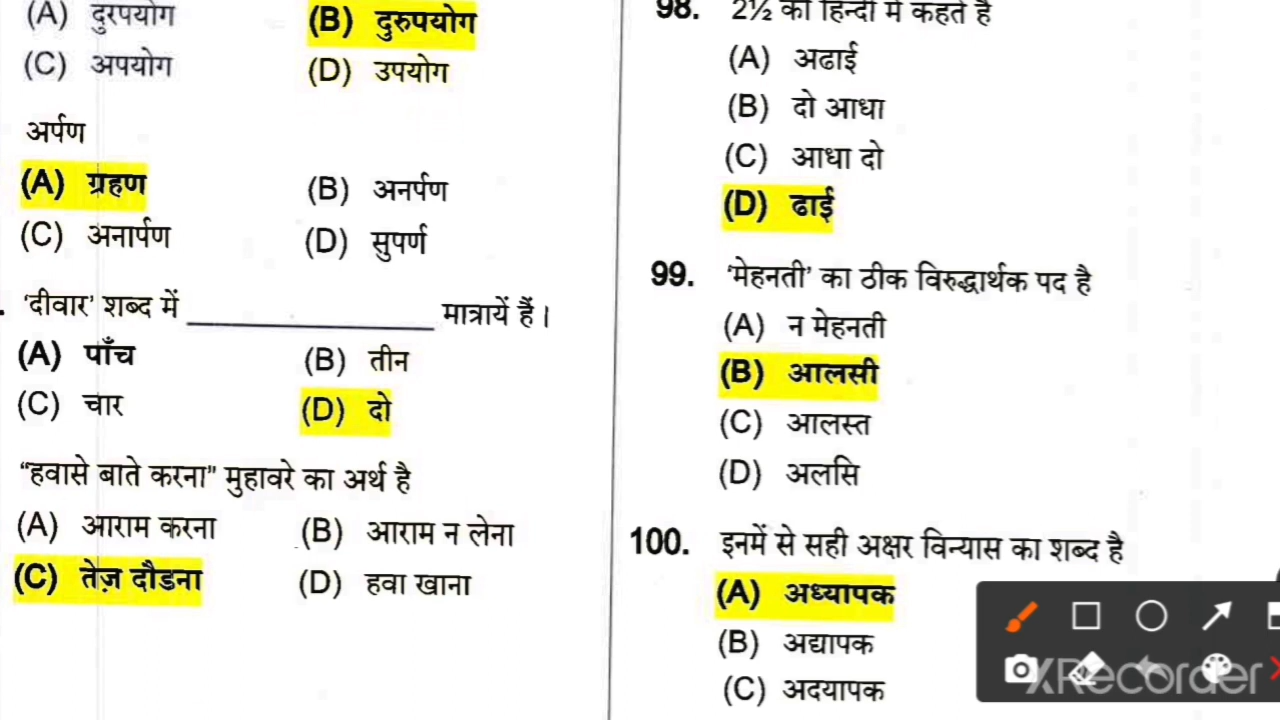 (A) दुरपयोग (B) दुरुपयोग
(C) अपयोग (D) उपयोग
अर्पण
(A) ग्रहण (B) अनर्पण
(C) अनार्पण (D) सुपर्ण
'दीवार' शब्द में ________ मात्रायें हैं।
(A) पाँच (B) तीन
(C) चार (D) दो
"हवासे बाते करना" मुहावरे का अर्थ है
(A) आराम करना (B) आराम न लेना
(C) तेज़ दौडना (D) हवा खाना
98. 2½ को हिन्दी में कहते हैं
(A) अढाई
(B) दो आधा
(C) आधा दो
(D) ढाई
99. 'मेहनती' का ठीक विरुद्धार्थक पद है
(A) न मेहनती
(B) आलसी
(C) आलस्त
(D) अलसि
100. इनमें से सही अक्षर विन्यास का शब्द है
(A) अध्यापक
(B) अद्यापक
(C) अदयापक
XRecorder